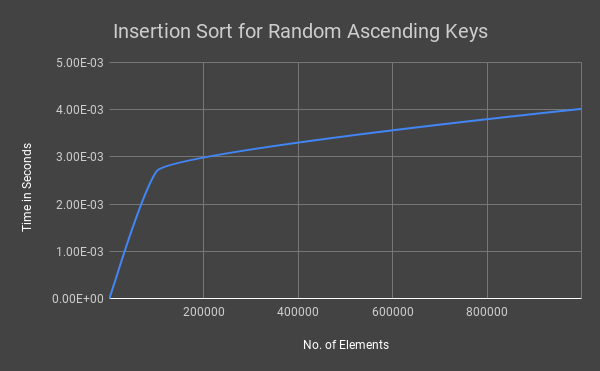 Insertion Sort for Random Ascending Keys
5.00E-03
4.00E-03
3.00E-03
2.00E-03
1.00E-03
0.00E+00
Time in Seconds
200000 400000 600000 800000
No. of Elements